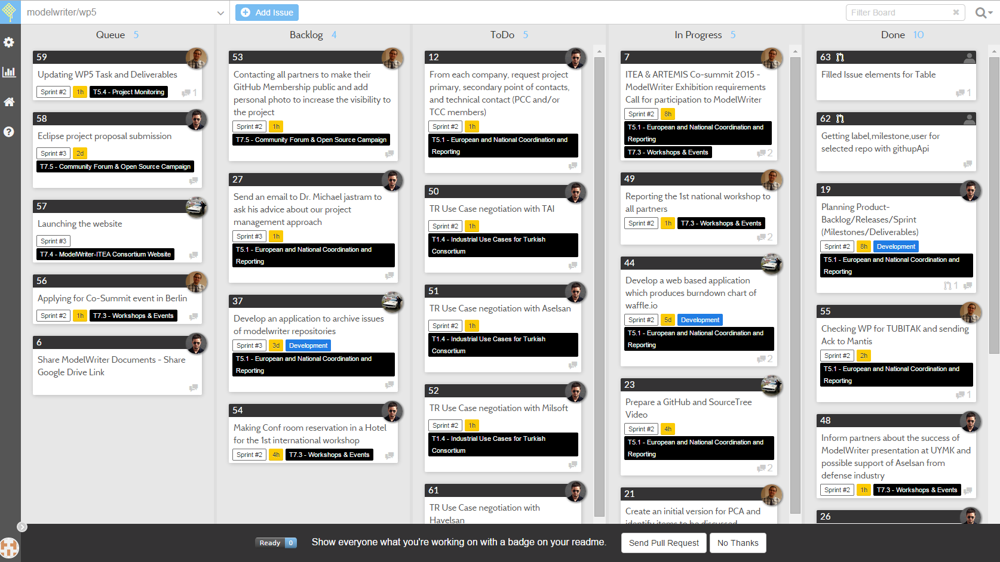 modelwriter/wp5
Add Issue
Filter Board
Queue 5
59
Updating WP5 Task and Deliverables
Sprint #2 1h T5.4 - Project Monitoring
1
58
Eclipse project proposal submission
Sprint #3 2d
T7.5 - Community Forum & Open Source Campaign
57
Launching the website
Sprint #3
T7.4 - ModelWriter-ITEA Consortium Website
56
Applying for Co-Summit event in Berlin
Sprint #2 1h T7.3 - Workshops & Events
6
Share ModelWriter Documents - Share
Google Drive Link
Backlog 4
53
Contacting all partners to make their
GitHub Membership public and add
personal photo to increase the visibility to
the project
Sprint #2 1h
T7.5 - Community Forum & Open Source Campaign
27
Send an email to Dr. Michael jastram to
ask his advice about our project
management approach
Sprint #3 1h
T5.1 - European and National Coordination and
Reporting
37
Develop an application to archive issues
of modelwriter repositories
Sprint #3 3d Development
T5.1 - European and National Coordination and
Reporting
54
Making Conf room reservation in a Hotel
for the 1st international workshop
Sprint #2 4h T7.3 - Workshops & Events
ToDo 5
12
From each company, request project
primary, secondary point of contacts,
and technical contact (PCC and/or
TCC members)
Sprint #2 1h
T5.1 - European and National Coordination and
Reporting
50
TR Use Case negotiation with TAI
Sprint #2 1h
T1.4 - Industrial Use Cases for Turkish
Consortium
51
TR Use Case negotiation with Aselsan
Sprint #2 1h
T1.4 - Industrial Use Cases for Turkish
Consortium
52
TR Use Case negotiation with Milsoft
Sprint #2 1h
T1.4 - Industrial Use Cases for Turkish
Consortium
61
TR Use Case negotiation with
Havelsan
In Progress 5
7
ITEA & ARTEMIS Co-summit 2015 -
ModelWriter Exhibition requirements
Call for participation to ModelWriter
Sprint #2 8h
T5.1 - European and National Coordination and
Reporting
T7.3 - Workshops & Events
2
49
Reporting the 1st national workshop to
all partners
Sprint #2 1h T7.3 - Workshops & Events
2
44
Develop a web based application
which produces burndown chart of
waffle.io
Sprint #2 5d Development
T5.1 - European and National Coordination and
Reporting
2
23
Prepare a GitHub and SourceTree
Video
Sprint #2 4h
T5.1 - European and National Coordination and
Reporting
2
21
Create an initial version for PCA and
identify items to be discussed
Done 10
63
Filled Issue elements for Table
1
62
Getting label,milestone,user for
selected repo with githupApi
19
Planning Product-
Backlog/Releases/Sprint
(Milestones/Deliverables)
Sprint #2 8h Development
T5.1 - European and National Coordination and
Reporting
1
55
Checking WP for TUBITAK and sending
Ack to Mantis
Sprint #2 2h
T5.1 - European and National Coordination and
Reporting
1
48
Inform partners about the success of
ModelWriter presentation at UYMK and
possible support of Aselsan from
defense industry
Sprint #2 1h T7.3 - Workshops & Events
26
Ready 0
Show everyone what you're working on with a badge on your readme.
Send Pull Request
No Thanks